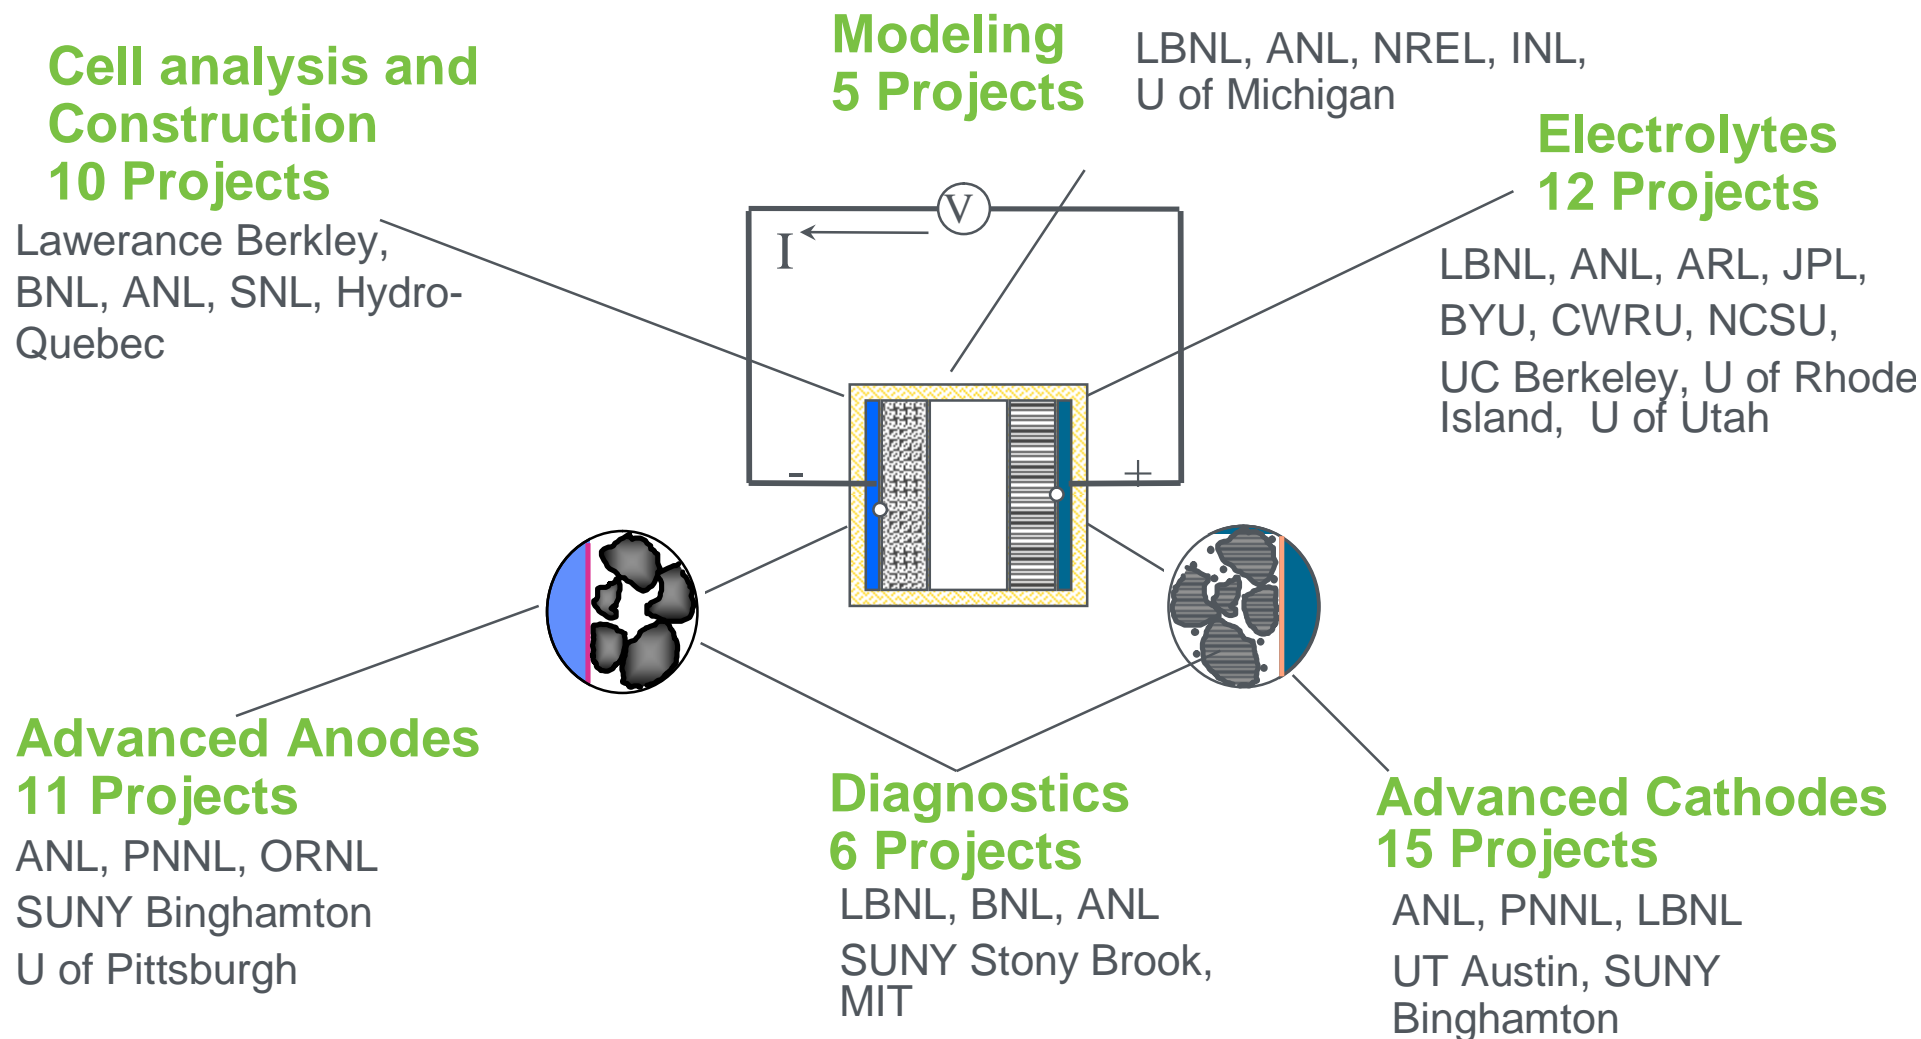 Cell analysis and
Construction
10 Projects
Lawerance Berkley,
BNL, ANL, SNL, Hydro-
Quebec
Modeling
5 Projects
LBNL, ANL, NREL, INL,
U of Michigan
Electrolytes
12 Projects
LBNL, ANL, ARL, JPL,
BYU, CWRU, NCSU,
UC Berkeley, U of Rhode
Island,  U of Utah
V
I
-
+
Advanced Anodes
11 Projects
ANL, PNNL, ORNL
SUNY Binghamton
U of Pittsburgh
Diagnostics
6 Projects
LBNL, BNL, ANL
SUNY Stony Brook,
MIT
Advanced Cathodes
15 Projects
ANL, PNNL, LBNL
UT Austin, SUNY
Binghamton